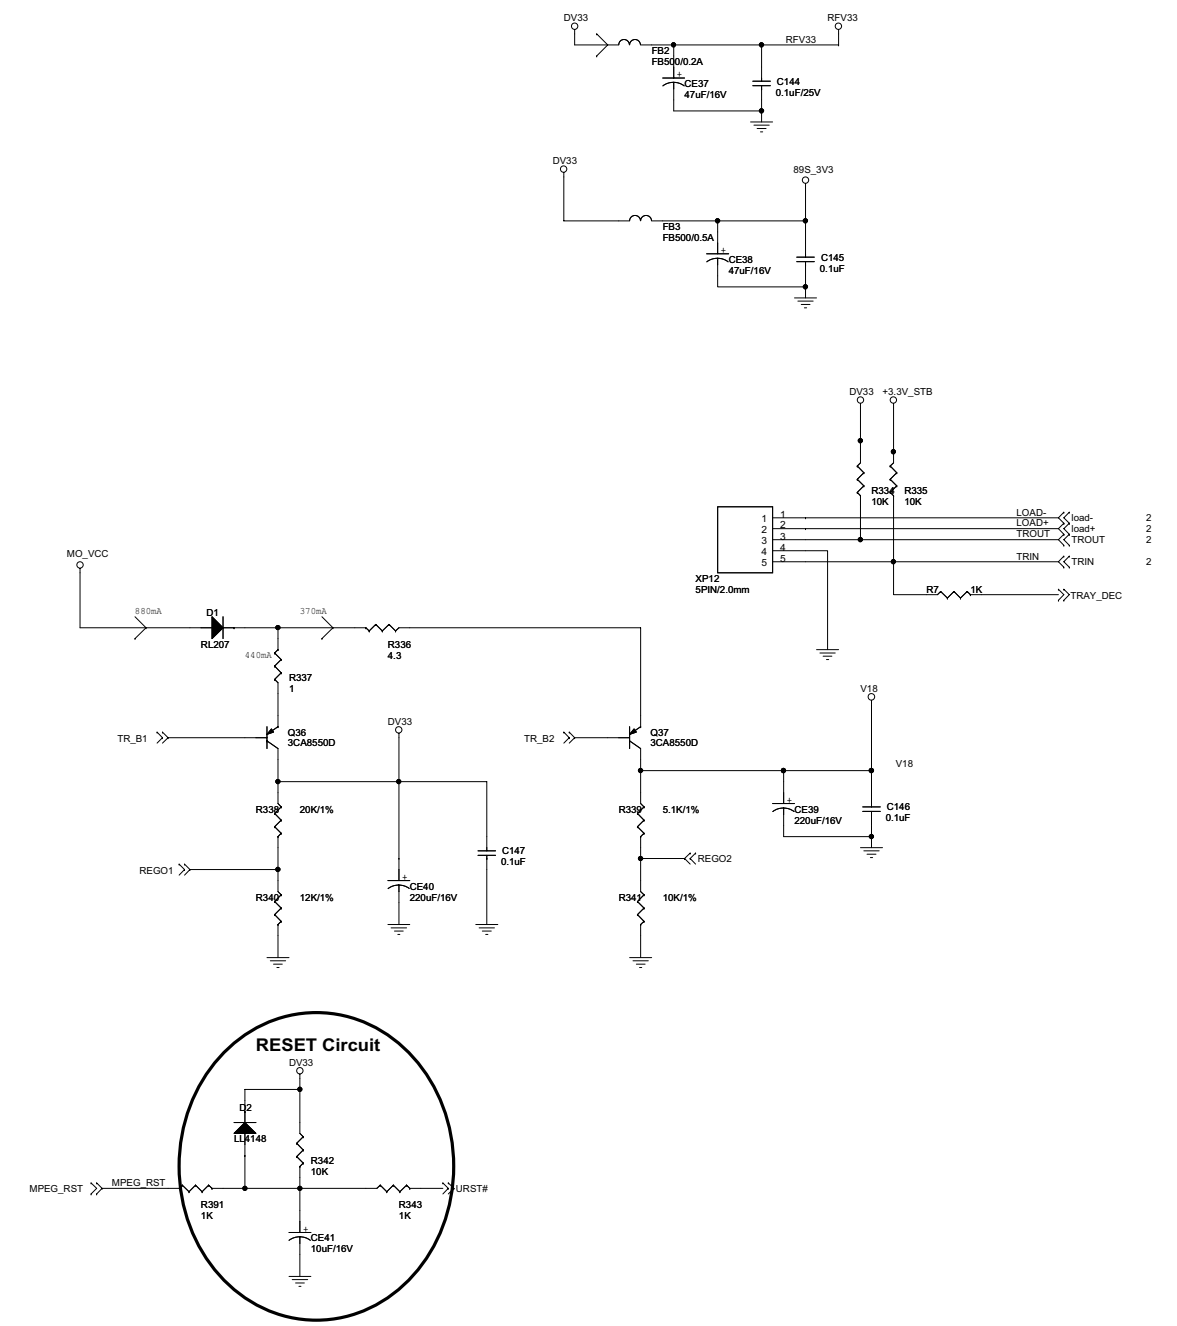 DV33
RFV33
RFV33
FB2
FB500/0.2A
+
CE37
47uF/16V
C144
0.1uF/25V
DV33
89S_3V3
FB3
FB500/0.5A
+
CE38
47uF/16V
C145
0.1uF
DV33 +3.3V_STB
R334
10K
R335
10K
1 1 LOAD- load- 2
2 2 LOAD+ load+ 2
3 3 TROUT TROUT 2
4 4
5 5 TRIN TRIN 2
XP12
5PIN/2.0mm
R7 1K TRAY_DEC
MO_VCC
880mA
D1
RL207
370mA
R336
4.3
440mA
R337
1
V18
TR_B1
Q36
3CA8550D
DV33
TR_B2
Q37
3CA8550D
V18
R338 20K/1%
R339 5.1K/1%
+
CE39
220uF/16V
C146
0.1uF
C147
0.1uF
REGO1
REGO2
+
CE40
220uF/16V
R340 12K/1%
R341 10K/1%
RESET Circuit
DV33
D2
LL4148
R342
10K
MPEG_RST MPEG_RST
R391
1K
R343
1K
URST#
+
CE41
10uF/16V